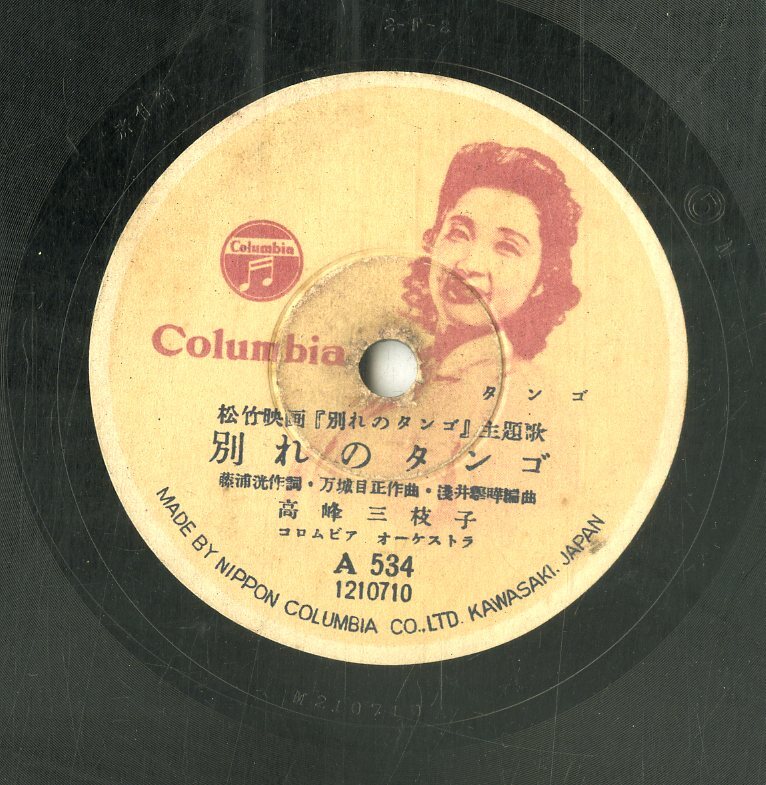 Columbia
Columbia
タンゴ
松竹映画『別れのタンゴ』主題歌
別れのタンゴ
藤浦洸作詞・万城目正作曲・浅井擧曄編曲
高峰三枝子
コロムビア オーケストラ
A 534
1210710
MADE BY NIPPON COLUMBIA CO.,LTD. KAWASAKI. JAPAN